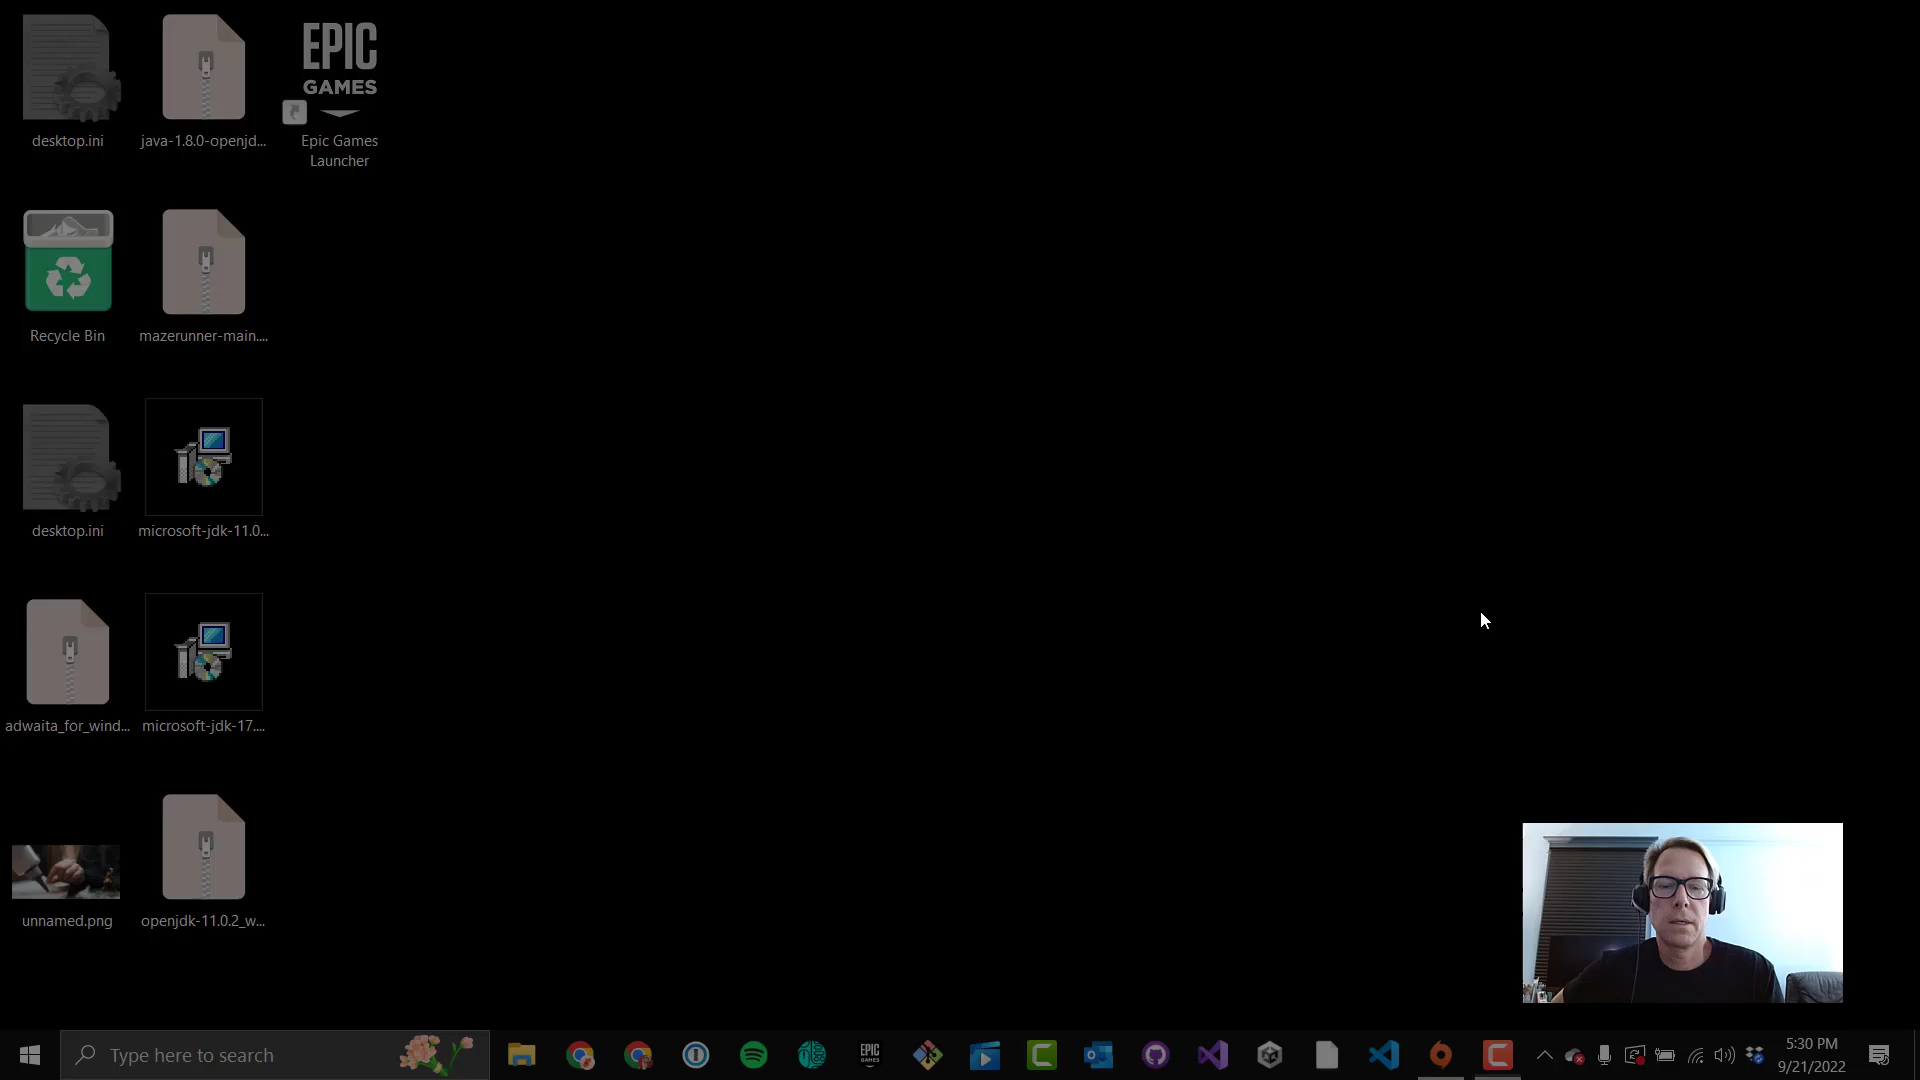 desktop.ini
java-1.8.0-openjd...
EPIC
GAMES
Epic Games
Launcher
Recycle Bin
mazerunner-main....
desktop.ini
microsoft-jdk-11.0...
adwaita_for_wind...
microsoft-jdk-17....
unnamed.png
openjdk-11.0.2_w...
Type here to search
EPIC
GAMES
5:30 PM
9/21/2022